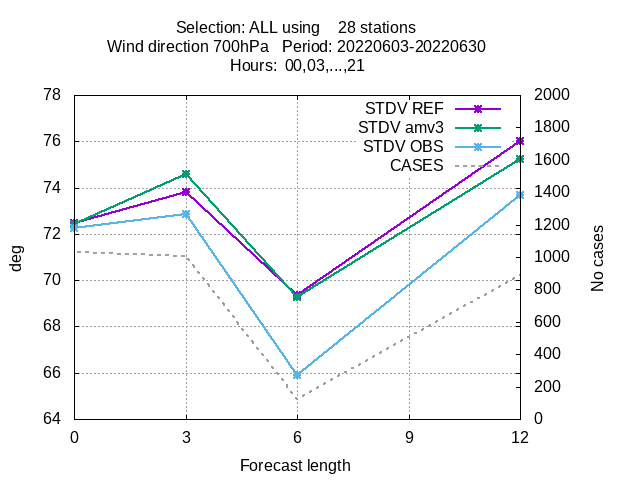 Selection: ALL using    28 stations
Wind direction 700hPa   Period: 20220603-20220630
Hours:  00,03,...,21
STDV REF
STDV amv3
STDV OBS
CASES
78
76
74
72
70
68
66
64
deg
2000
1800
1600
1400
1200
1000
800
600
400
200
0
No cases
0 3 6 9 12
Forecast length